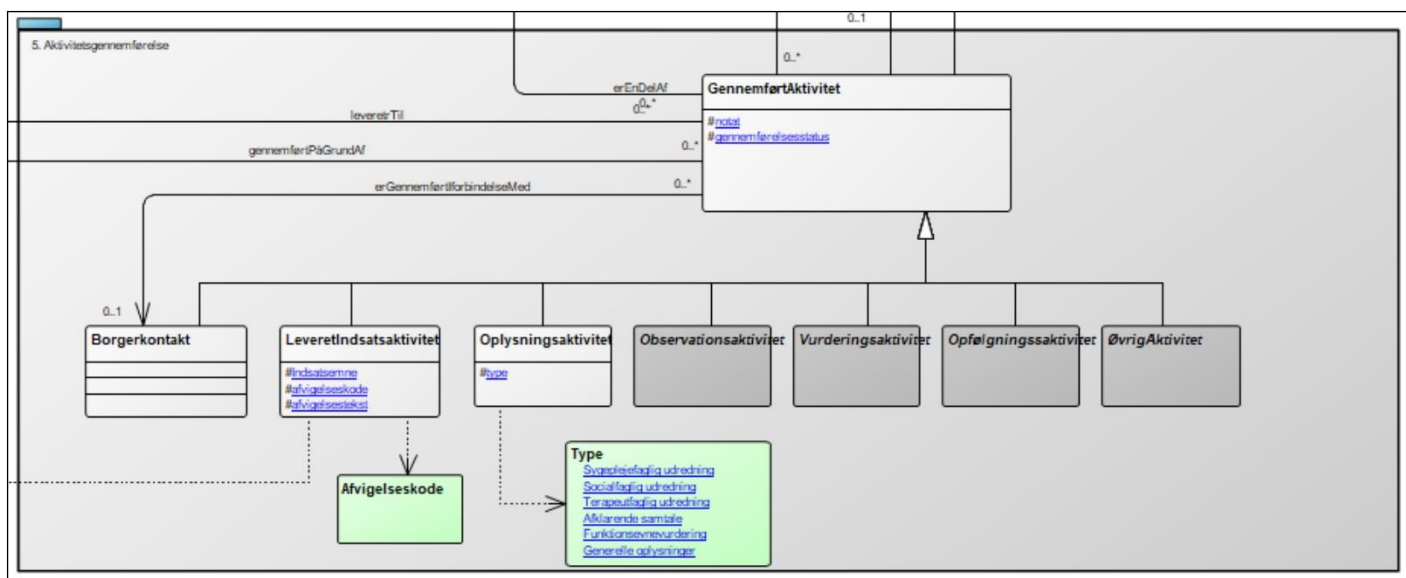 0..1
5. Aktivitetsgennemførelse
0..*
erEnDelAf
GennemførtAktivitet
0..*
0..*
leveretrTil
#notat
#gennemførelsesstatus
gennemførtPåGrundAf
0..*
erGennemførtIforbindelseMed
0..*
0..1
Borgerkontakt
LeveretIndsatsaktivitet
#Indsatsemne
#afvigelseskode
#afvigelsestekst
Oplysningsaktivitet
#type
Observationsaktivitet
Vurderingsaktivitet
Opfølgningssaktivitet
ØvrigAktivitet
Afvigelseskode
Type
Sygeplejefaglig udredning
Socialfaglig udredning
Terapeutfaglig udredning
Afklarende samtale
Funktionsevnevurdering
Generelle oplysninger